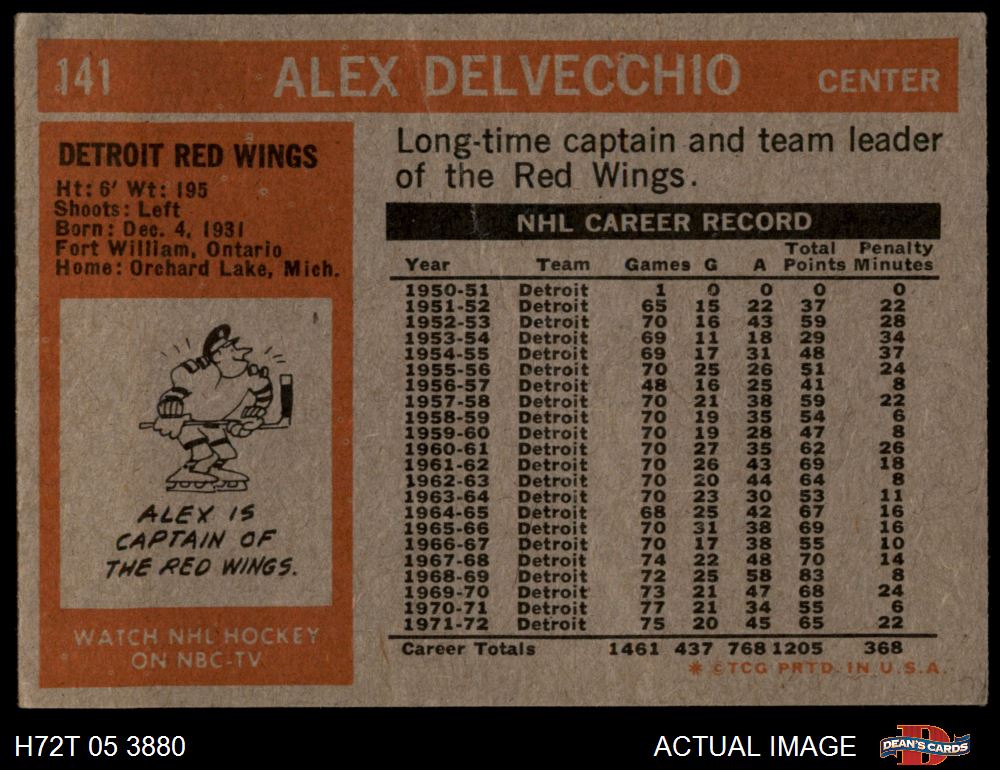 141 ALEX DELVECCHIO CENTER
DETROIT RED WINGS
Ht: 6' Wt: 195
Shoots: Left
Born: Dec. 4, 1931
Fort William, Ontario
Home: Orchard Lake, Mich.
ALEX IS
CAPTAIN OF
THE RED WINGS.
WATCH NHL HOCKEY
ON NBC-TV
Long-time captain and team leader
of the Red Wings.
NHL CAREER RECORD
Total Penalty
Year Team Games G A Points Minutes
1950-51 Detroit 1 0 0 0 0
1951-52 Detroit 65 15 22 37 22
1952-53 Detroit 70 16 43 59 28
1953-54 Detroit 69 11 18 29 34
1954-55 Detroit 69 17 31 48 37
1955-56 Detroit 70 25 26 51 24
1956-57 Detroit 48 16 25 41 8
1957-58 Detroit 70 21 38 59 22
1958-59 Detroit 70 19 35 54 6
1959-60 Detroit 70 19 28 47 8
1960-61 Detroit 70 27 35 62 26
1961-62 Detroit 70 26 43 69 18
1962-63 Detroit 70 20 44 64 8
1963-64 Detroit 70 23 30 53 11
1964-65 Detroit 68 25 42 67 16
1965-66 Detroit 70 31 38 69 16
1966-67 Detroit 70 17 38 55 10
1967-68 Detroit 74 22 48 70 14
1968-69 Detroit 72 25 58 83 8
1969-70 Detroit 73 21 47 68 24
1970-71 Detroit 77 21 34 55 6
1971-72 Detroit 75 20 45 65 22
Career Totals 1461 437 768 1205 368
* ©TCG PRTD. IN U.S.A.
H72T 05 3880 ACTUAL IMAGE DEAN'S CARDS